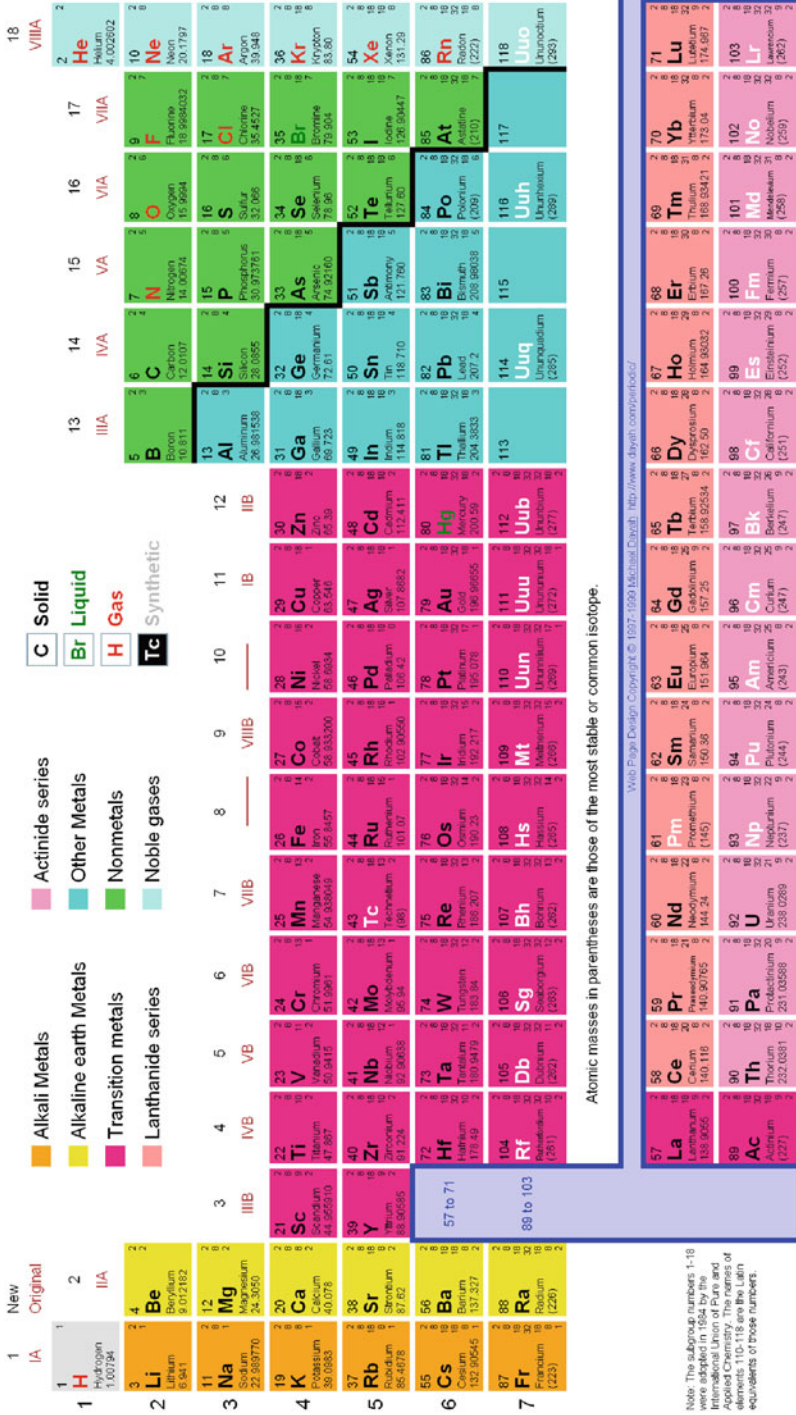 1 New 18
IA Original VIIIA
Alkali Metals Actinide series C Solid
Alkaline earth Metals Other Metals Br Liquid
Transition metals Nonmetals H Gas
Lanthanide series Noble gases Tc Synthetic
2 13 14 15 16 17
IIA IIIA IVA VA VIA VIIA
3 4 5 6 7 8 9 10 11 12
IIIB IVB VB VIB VIIB VIIIB IB IIB
1
1 2
H He
Hydrogen Helium
1.00794 4.002602
2
3 4 5 6 7 8 9 10
Li Be B C N O F Ne
Lithium Beryllium Boron Carbon Nitrogen Oxygen Fluorine Neon
6.941 9.012182 10.811 12.0107 14.00674 15.9994 18.9984032 20.1797
3
11 12 13 14 15 16 17 18
Na Mg Al Si P S Cl Ar
Sodium Magnesium Aluminum Silicon Phosphorus Sulfur Chlorine Argon
22.989770 24.3050 26.981538 28.0855 30.973761 32.066 35.4527 39.948
4
19 20 21 22 23 24 25 26 27 28 29 30 31 32 33 34 35 36
K Ca Sc Ti V Cr Mn Fe Co Ni Cu Zn Ga Ge As Se Br Kr
Potassium Calcium Scandium Titanium Vanadium Chromium Manganese Iron Cobalt Nickel Copper Zinc Gallium Germanium Arsenic Selenium Bromine Krypton
39.0983 40.078 44.955910 47.867 50.9415 51.9961 54.938049 55.8457 58.933200 58.6934 63.546 65.39 69.723 72.61 74.92160 78.96 79.904 83.80
5
37 38 39 40 41 42 43 44 45 46 47 48 49 50 51 52 53 54
Rb Sr Y Zr Nb Mo Tc Ru Rh Pd Ag Cd In Sn Sb Te I Xe
Rubidium Strontium Yttrium Zirconium Niobium Molybdenum Technetium Ruthenium Rhodium Palladium Silver Cadmium Indium Tin Antimony Tellurium Iodine Xenon
85.4678 87.62 88.90585 91.224 92.90638 95.94 (98) 101.07 102.90550 106.42 107.8682 112.411 114.818 118.710 121.760 127.60 126.90447 131.29
6
55 56 57 to 71 72 73 74 75 76 77 78 79 80 81 82 83 84 85 86
Cs Ba Hf Ta W Re Os Ir Pt Au Hg Tl Pb Bi Po At Rn
Cesium Barium Hafnium Tantalum Tungsten Rhenium Osmium Iridium Platinum Gold Mercury Thallium Lead Bismuth Polonium Astatine Radon
132.90545 137.327 178.49 180.9479 183.84 186.207 190.23 192.217 195.078 196.96655 200.59 204.3833 207.2 208.98038 (209) (210) (222)
7
87 88 89 to 103 104 105 106 107 108 109 110 111 112 113 114 115 116 117 118
Fr Ra Rf Db Sg Bh Hs Mt Uun Uuu Uub Uuq Uuh Uuo
Francium Radium Rutherfordium Dubnium Seaborgium Bohrium Hassium Meitnerium Ununnilium Unununium Ununbium Ununquadium Ununhexium Ununoctium
(223) (226) (261) (262) (263) (262) (265) (266) (269) (272) (277) (285) (289) (293)
Atomic masses in parentheses are those of the most stable or common isotope.
Web Page Design Copyright © 1997-1999 Michael Dayah. http://www.dayah.com/periodic/
Note: The subgroup numbers 1-18
were adopted in 1984 by the
International Union of Pure and
Applied Chemistry. The names of
elements 110-118 are the Latin
equivalents of those numbers.
57 58 59 60 61 62 63 64 65 66 67 68 69 70 71
La Ce Pr Nd Pm Sm Eu Gd Tb Dy Ho Er Tm Yb Lu
Lanthanum Cerium Praseodymium Neodymium Promethium Samarium Europium Gadolinium Terbium Dysprosium Holmium Erbium Thulium Ytterbium Lutetium
138.9055 140.116 140.90765 144.24 (145) 150.36 151.964 157.25 158.92534 162.50 164.93032 167.26 168.93421 173.04 174.967
89 90 91 92 93 94 95 96 97 98 99 100 101 102 103
Ac Th Pa U Np Pu Am Cm Bk Cf Es Fm Md No Lr
Actinium Thorium Protactinium Uranium Neptunium Plutonium Americium Curium Berkelium Californium Einsteinium Fermium Mendelevium Nobelium Lawrencium
(227) 232.0381 231.03588 238.0289 (237) (244) (243) (247) (247) (251) (252) (257) (258) (259) (262)